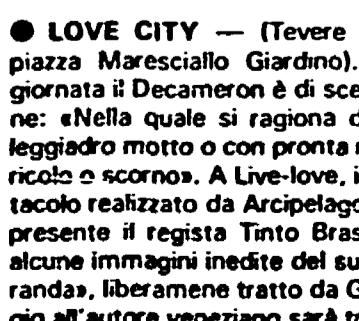 ● LOVE CITY — (Tevere
piazza Maresciallo Giardino).
giornata il Decameron è di sce
ne: «Nella quale si ragiona d
leggiadro motto o con pronta
ricolo o scorno». A Live-love, i
tacolo realizzato da Arcipelago
presente il regista Tinto Bras
alcune immagini inedite del su
randa», liberamene tratto da G
gio all'autore veneziano sarà tr